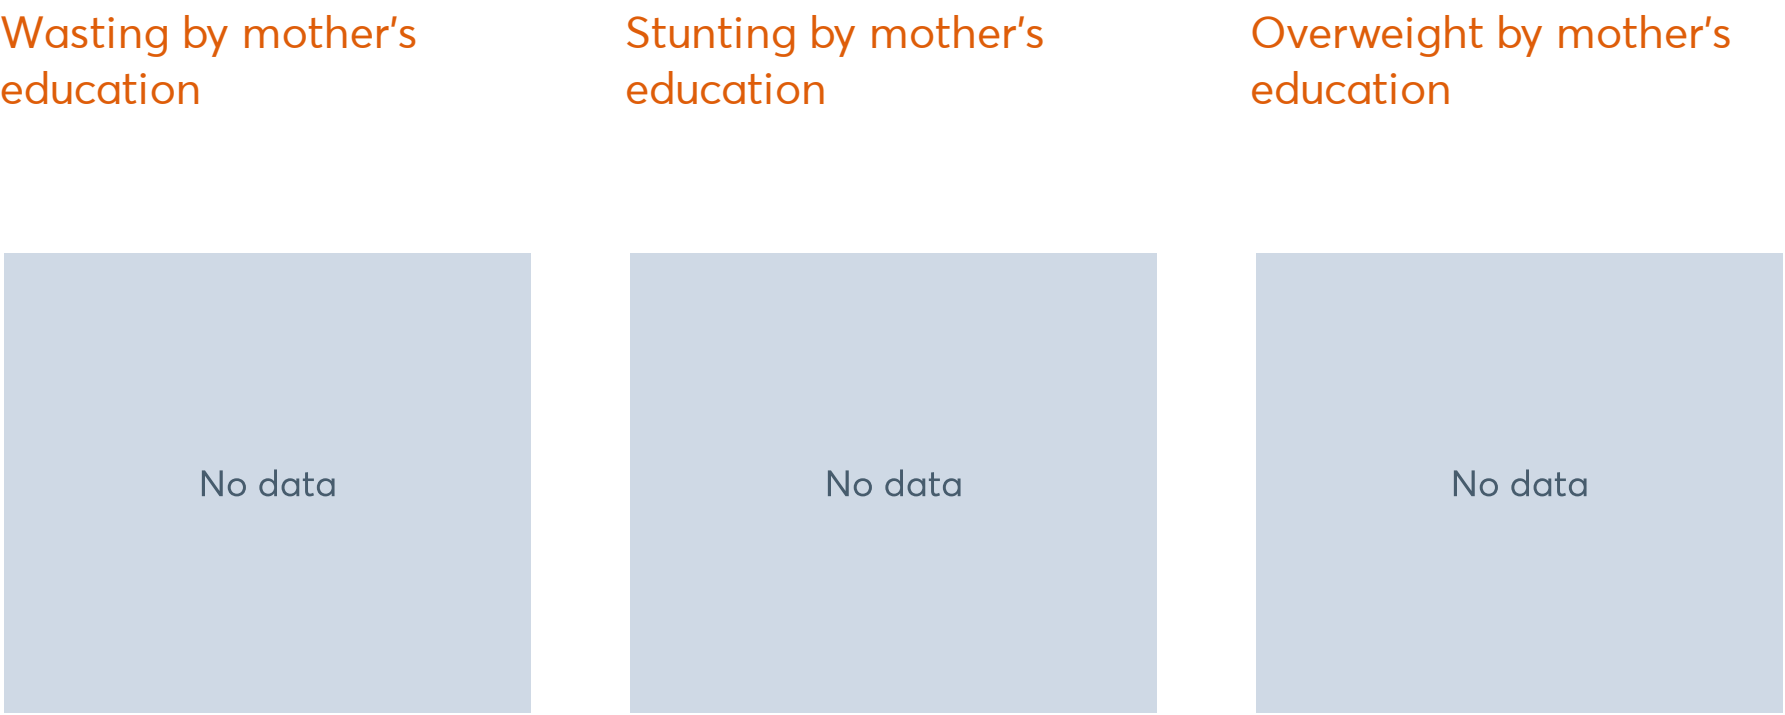 Wasting by mother's
education
Stunting by mother's
education
Overweight by mother's
education
No data
No data
No data